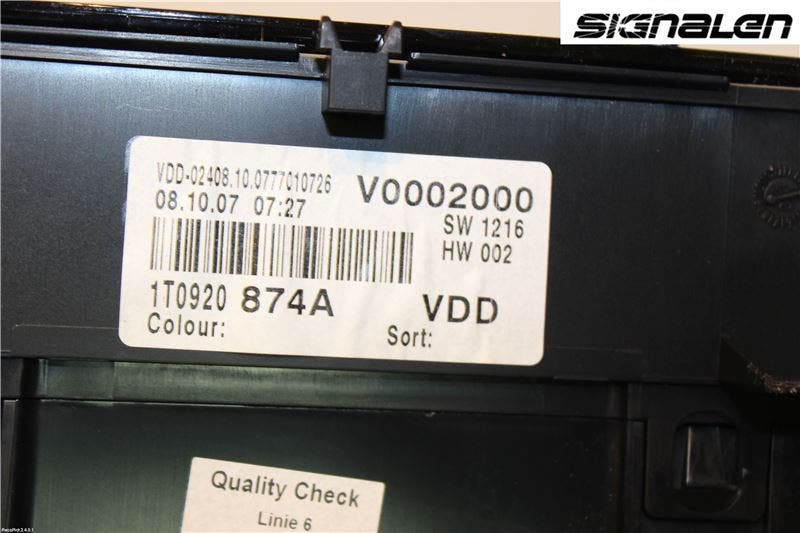 SIGNALEN
VDD-02408.10.0777010726
V0002000
08.10.07 07:27
SW 1216
HW 002
1T0920 874A
VDD
Colour:
Sort:
Quality Check
Linie 6